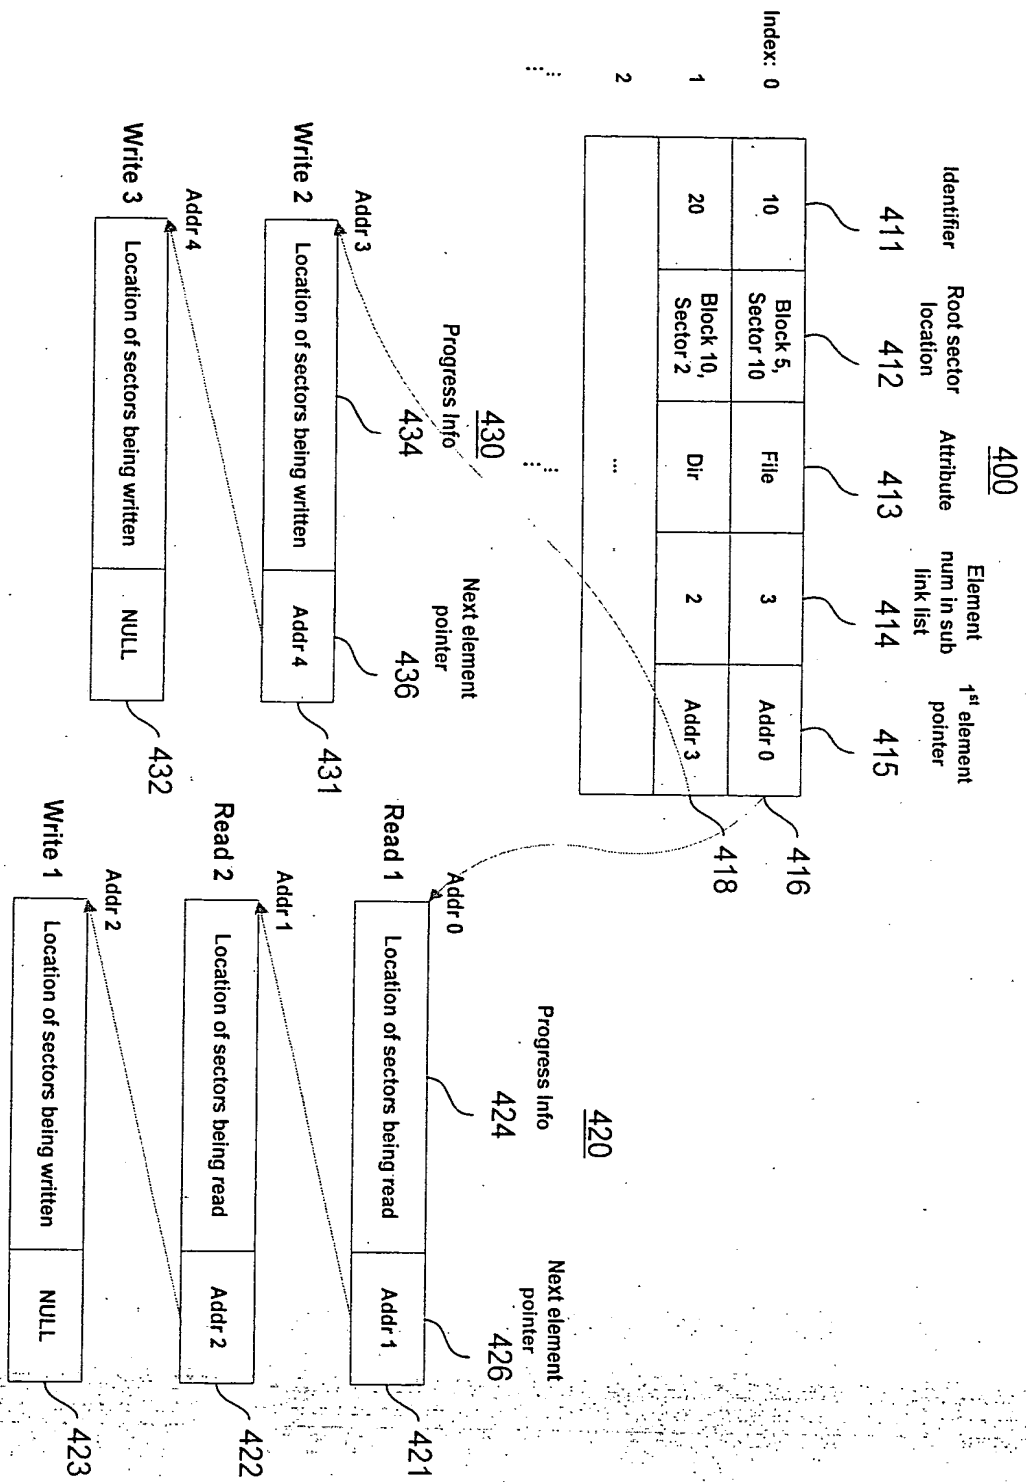 400
Identifier
Root sector
location
Attribute
Element
num in sub
link list
1st element
pointer
411
412
413
414
415
Index: 0
10
Block 5,
Sector 10
File
3
Addr 0
416
1
20
Block 10,
Sector 2
Dir
2
Addr 3
418
2
...
430
Progress Info
434
Next element
pointer
436
Addr 3
Write 2
Location of sectors being written
Addr 4
431
Addr 4
Write 3
Location of sectors being written
NULL
432
420
Progress Info
424
Next element
pointer
426
Addr 0
Read 1
Location of sectors being read
Addr 1
421
Addr 1
Read 2
Location of sectors being read
Addr 2
422
Addr 2
Write 1
Location of sectors being written
NULL
423